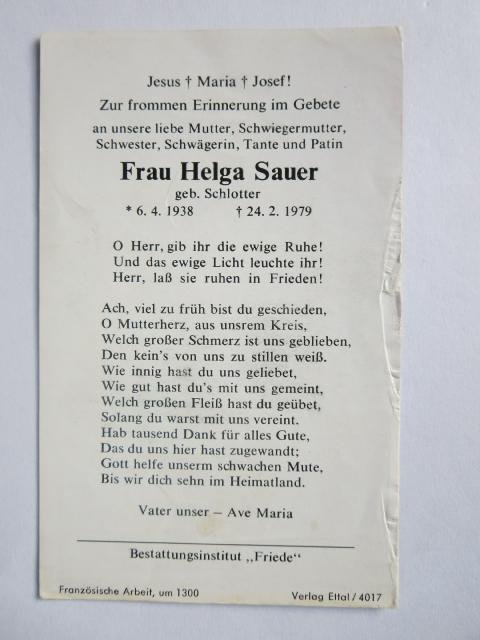 Jesus † Maria † Josef!
Zur frommen Erinnerung im Gebete
an unsere liebe Mutter, Schwiegermutter,
Schwester, Schwägerin, Tante und Patin
Frau Helga Sauer
geb. Schlotter
* 6. 4. 1938 † 24. 2. 1979
O Herr, gib ihr die ewige Ruhe!
Und das ewige Licht leuchte ihr!
Herr, laß sie ruhen in Frieden!
Ach, viel zu früh bist du geschieden,
O Mutterherz, aus unsrem Kreis,
Welch großer Schmerz ist uns geblieben,
Den kein's von uns zu stillen weiß.
Wie innig hast du uns geliebet,
Wie gut hast du's mit uns gemeint,
Welch großen Fleiß hast du geübet,
Solang du warst mit uns vereint.
Hab tausend Dank für alles Gute,
Das du uns hier hast zugewandt;
Gott helfe unserm schwachen Mute,
Bis wir dich sehn im Heimatland.
Vater unser – Ave Maria
Bestattungsinstitut „Friede“
Französische Arbeit, um 1300 Verlag Ettal / 4017